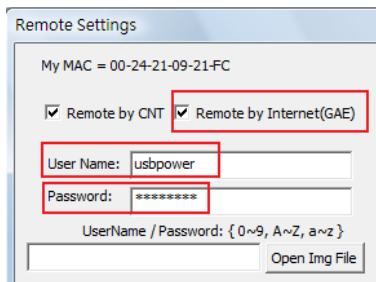 Remote Settings
My MAC = 00-24-21-09-21-FC
Remote by CNT Remote by Internet(GAE)
User Name: usbpower
Password: ********
UserName / Password: { 0~9, A~Z, a~z }
Open Img File